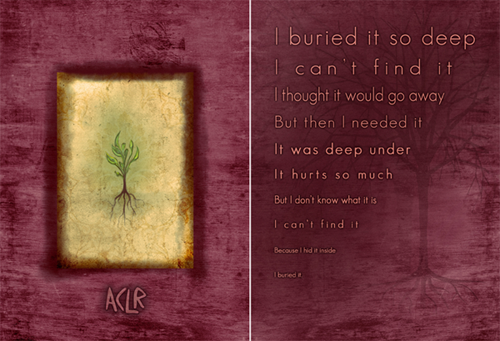 ACLR
I buried it so deep
I can't find it
I thought it would go away
But then I needed it
It was deep under
It hurts so much
But I don't know what it is
I can't find it
Because I hid it inside
I buried it